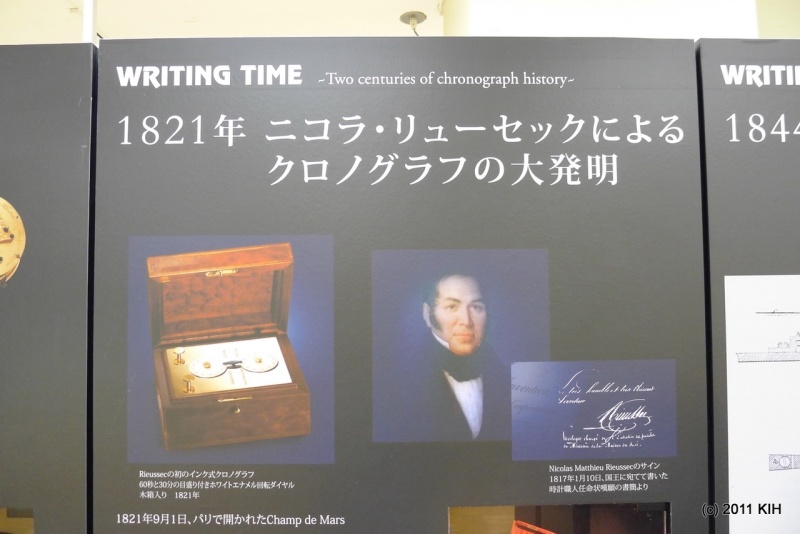 WRITING TIME ~Two centuries of chronograph history~
1821年 ニコラ・リューセックによる
クロノグラフの大発明
Rieussecの初のインク式クロノグラフ
60秒と30分の目盛り付きホワイトエナメル回転ダイヤル
木箱入り 1821年
Nicolas Matthieu Rieussecのサイン
1817年1月10日、国王に宛てて書いた
時計職人任命状嘆願の書簡より
1821年9月1日、パリで開かれたChamp de Mars
WRITI
1844
(c) 2011 KIH